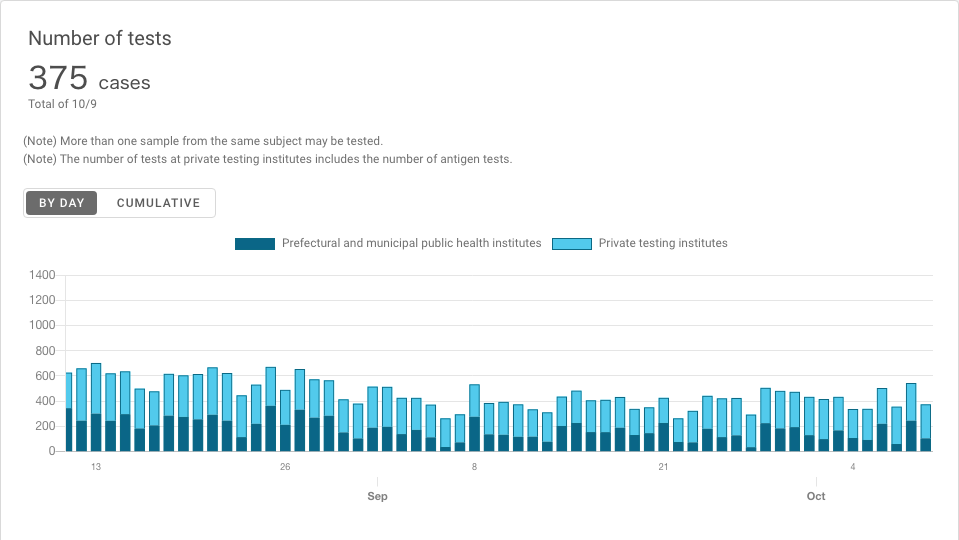 Number of tests
375 cases
Total of 10/9
(Note) More than one sample from the same subject may be tested.
(Note) The number of tests at private testing institutes includes the number of antigen tests.
BY DAY CUMULATIVE
Prefectural and municipal public health institutes Private testing institutes
1400
1200
1000
800
600
400
200
0
13 26 8 21 4
Sep Oct